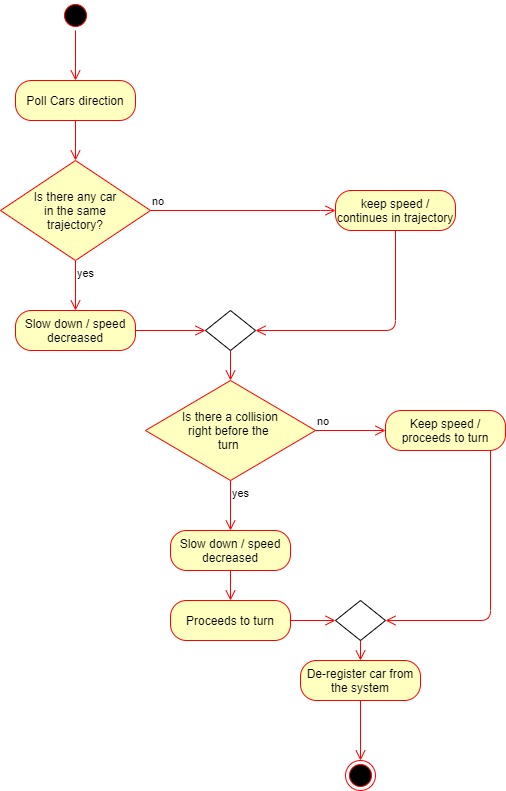 Poll Cars direction
Is there any car
in the same
trajectory?
no
keep speed /
continues in trajectory
yes
Slow down / speed
decreased
Is there a collision
right before the
turn
no
Keep speed /
proceeds to turn
yes
Slow down / speed
decreased
Proceeds to turn
De-register car from
the system